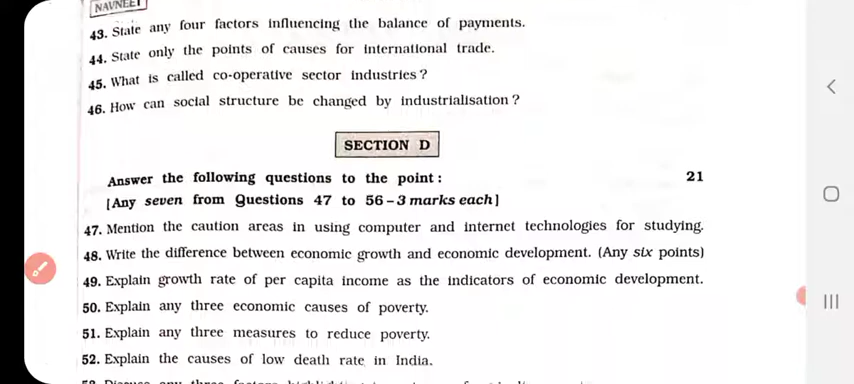 NAVNEET
43. State any four factors influencing the balance of payments.
44. State only the points of causes for international trade.
45. What is called co-operative sector industries ?
46. How can social structure be changed by industrialisation ?
SECTION D
Answer the following questions to the point : 21
[Any seven from Questions 47 to 56 – 3 marks each]
47. Mention the caution areas in using computer and internet technologies for studying.
48. Write the difference between economic growth and economic development. (Any six points)
49. Explain growth rate of per capita income as the indicators of economic development.
50. Explain any three economic causes of poverty.
51. Explain any three measures to reduce poverty.
52. Explain the causes of low death rate in India.